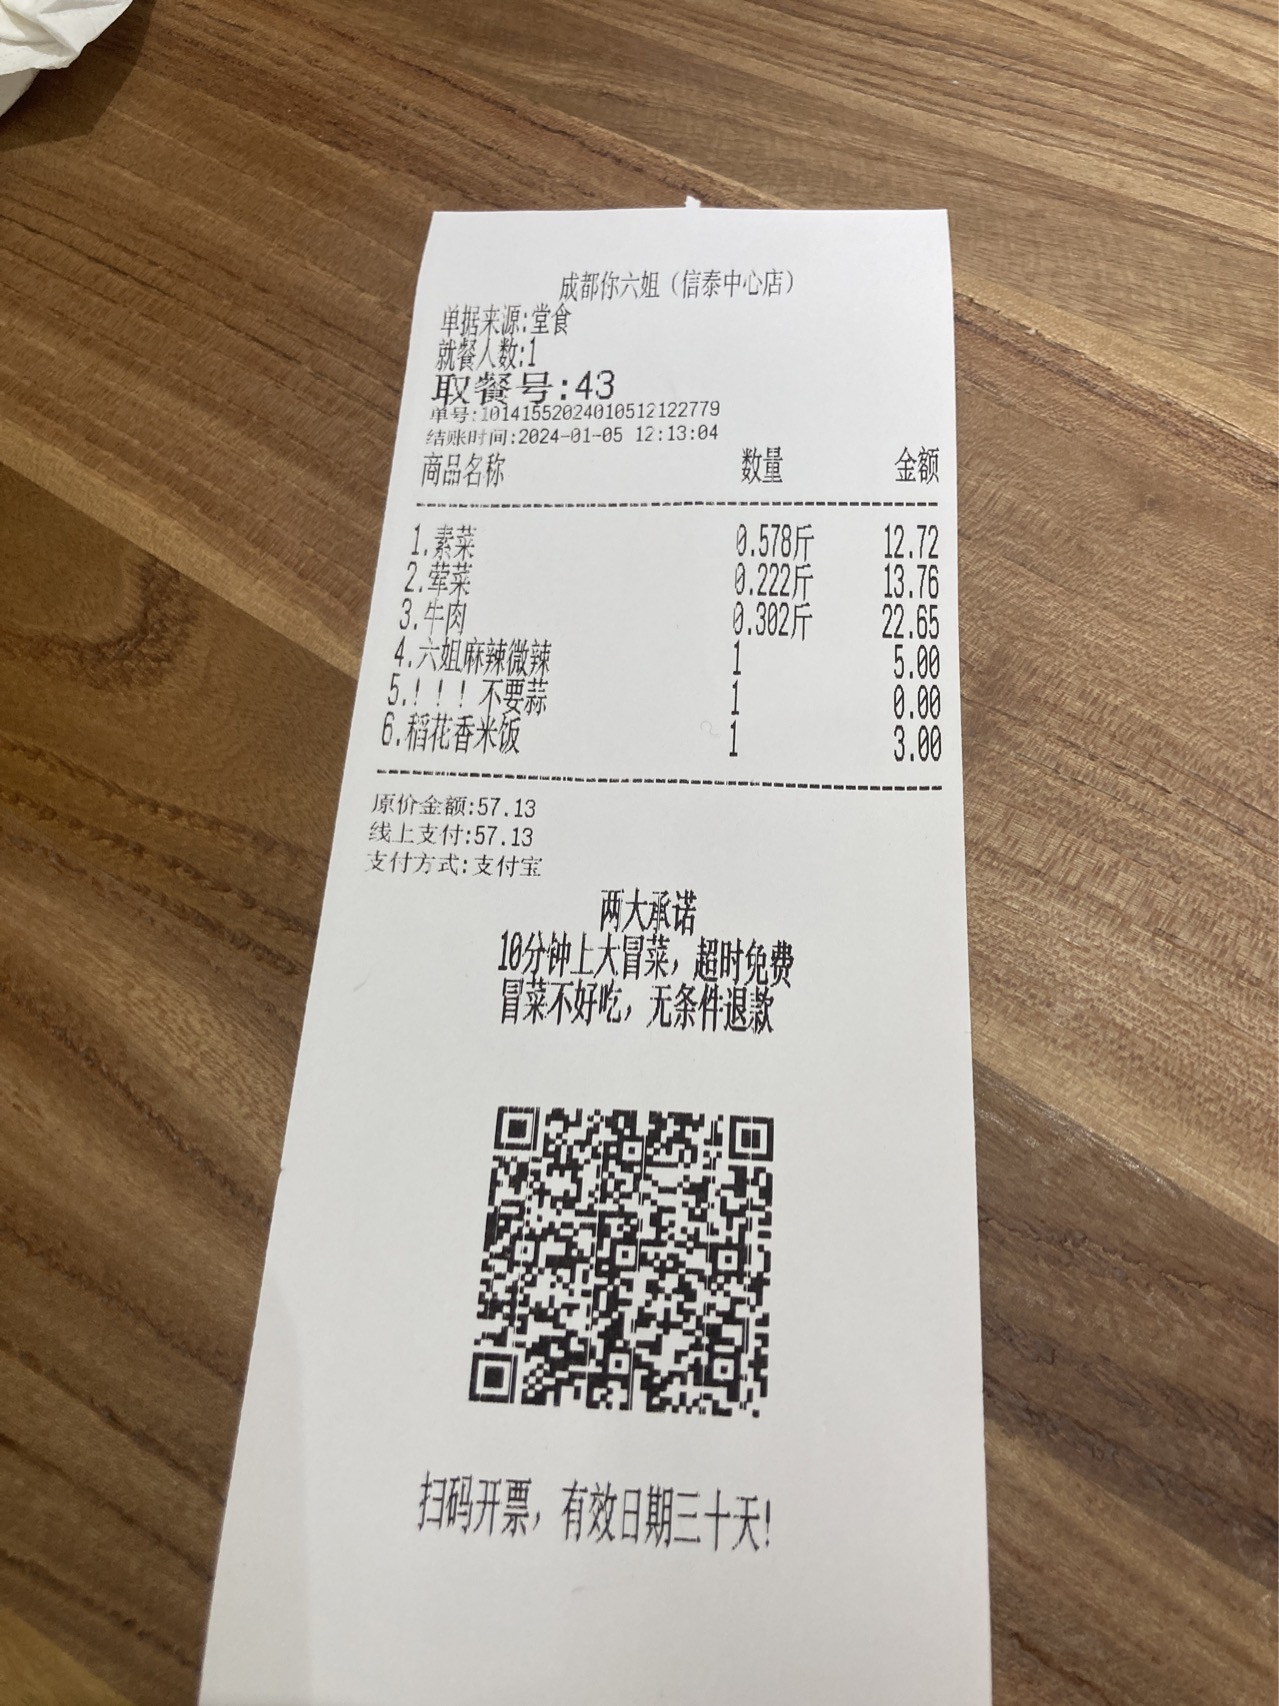 成都你六姐（信泰中心店）
单据来源:堂食
就餐人数:1
取餐号:43
单号:10141552024010512122779
结账时间:2024-01-05 12:13:04
商品名称 数量 金额
1.素菜 0.578斤 12.72
2.荤菜 0.222斤 13.76
3.牛肉 0.302斤 22.65
4.六姐麻辣微辣 1 5.00
5.！！！不要蒜 1 0.00
6.稻花香米饭 1 3.00
原价金额:57.13
线上支付:57.13
支付方式:支付宝
两大承诺
10分钟上大冒菜，超时免费
冒菜不好吃，无条件退款
扫码开票，有效日期三十天!